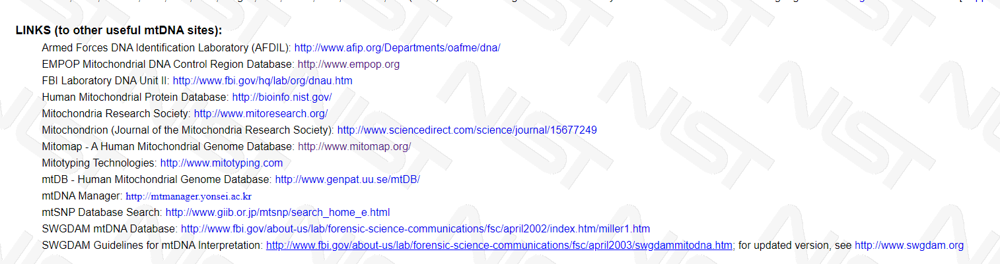 LINKS (to other useful mtDNA sites):
Armed Forces DNA Identification Laboratory (AFDIL): http://www.afip.org/Departments/oafme/dna/
EMPOP Mitochondrial DNA Control Region Database: http://www.empop.org
FBI Laboratory DNA Unit II: http://www.fbi.gov/hq/lab/org/dnau.htm
Human Mitochondrial Protein Database: http://bioinfo.nist.gov/
Mitochondria Research Society: http://www.mitoresearch.org/
Mitochondrion (Journal of the Mitochondria Research Society): http://www.sciencedirect.com/science/journal/15677249
Mitomap - A Human Mitochondrial Genome Database: http://www.mitomap.org/
Mitotyping Technologies: http://www.mitotyping.com
mtDB - Human Mitochondrial Genome Database: http://www.genpat.uu.se/mtDB/
mtDNA Manager: http://mtmanager.yonsei.ac.kr
mtSNP Database Search: http://www.giib.or.jp/mtsnp/search_home_e.html
SWGDAM mtDNA Database: http://www.fbi.gov/about-us/lab/forensic-science-communications/fsc/april2002/index.htm/miller1.htm
SWGDAM Guidelines for mtDNA Interpretation: http://www.fbi.gov/about-us/lab/forensic-science-communications/fsc/april2003/swgdammitodna.htm; for updated version, see http://www.swgdam.org